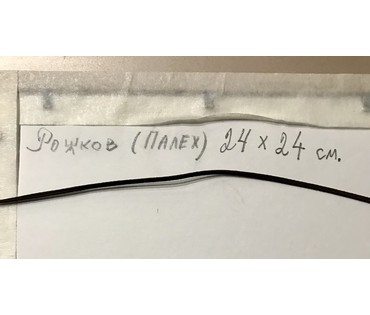 Рожков (Палех) 24 x 24 см.